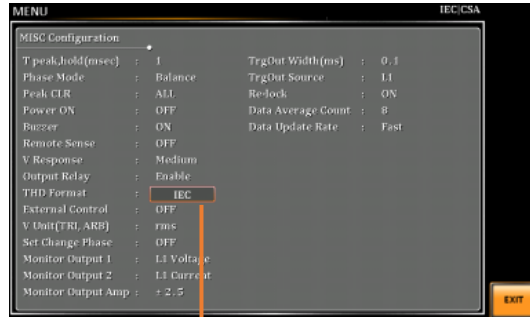 MENU IEC|CSA
MISC Configuration
T peak,hold(msec) : 1
Phase Mode : Balance
Peak CLR : ALL
Power ON : OFF
Buzzer : ON
Remote Sense : OFF
V Response : Medium
Output Relay : Enable
THD Format : IEC
External Control : OFF
V Unit(TRI, ARB) : rms
Set Change Phase : OFF
Monitor Output 1 : L1 Voltage
Monitor Output 2 : L1 Current
Monitor Output Amp : ±2.5
TrgOut Width(ms) : 0.1
TrgOut Source : L1
Re-lock : ON
Data Average Count : 8
Data Update Rate : Fast
EXIT